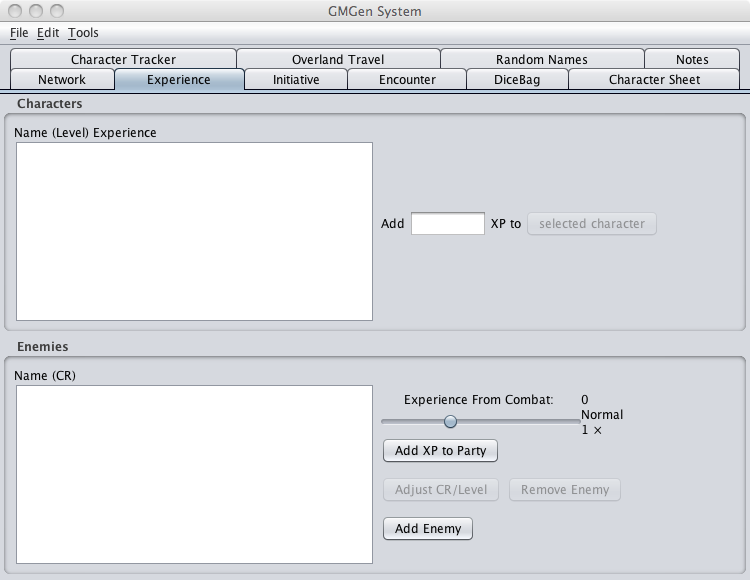 GMGen System
File Edit Tools
Character Tracker Overland Travel Random Names Notes
Network Experience Initiative Encounter DiceBag Character Sheet
Characters
Name (Level) Experience
Add XP to selected character
Enemies
Name (CR)
Experience From Combat: 0
Normal
1 ×
Add XP to Party
Adjust CR/Level Remove Enemy
Add Enemy